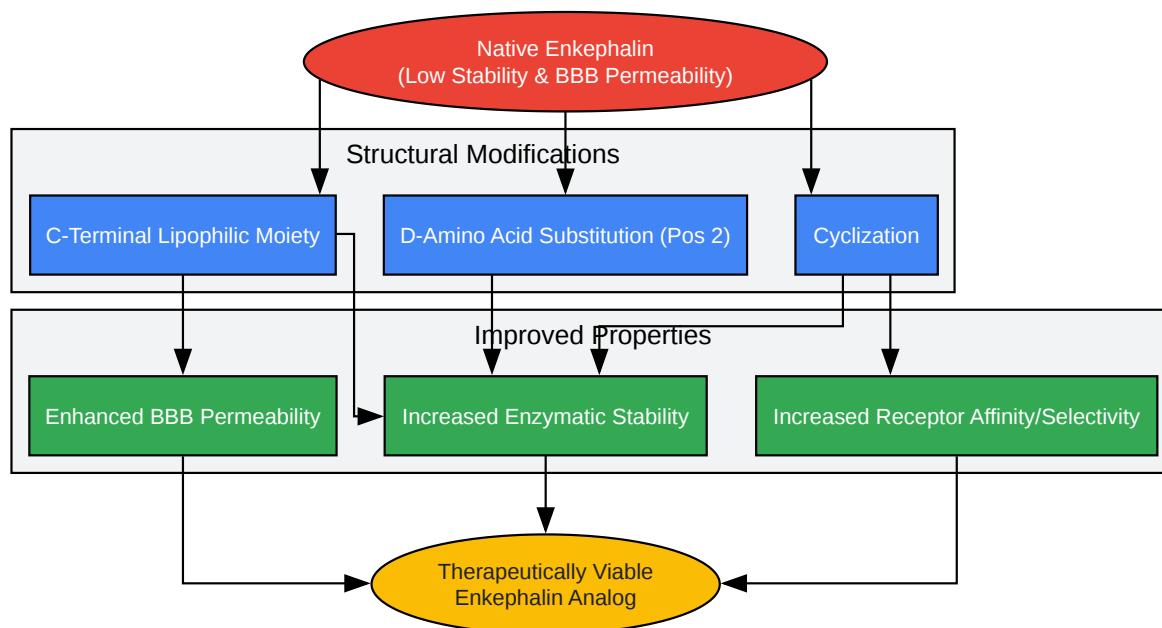 Native Enkephalin
(Low Stability & BBB Permeability)
Structural Modifications
C-Terminal Lipophilic Moiety
D-Amino Acid Substitution (Pos 2)
Cyclization
Improved Properties
Enhanced BBB Permeability
Increased Enzymatic Stability
Increased Receptor Affinity/Selectivity
Therapeutically Viable
Enkephalin Analog